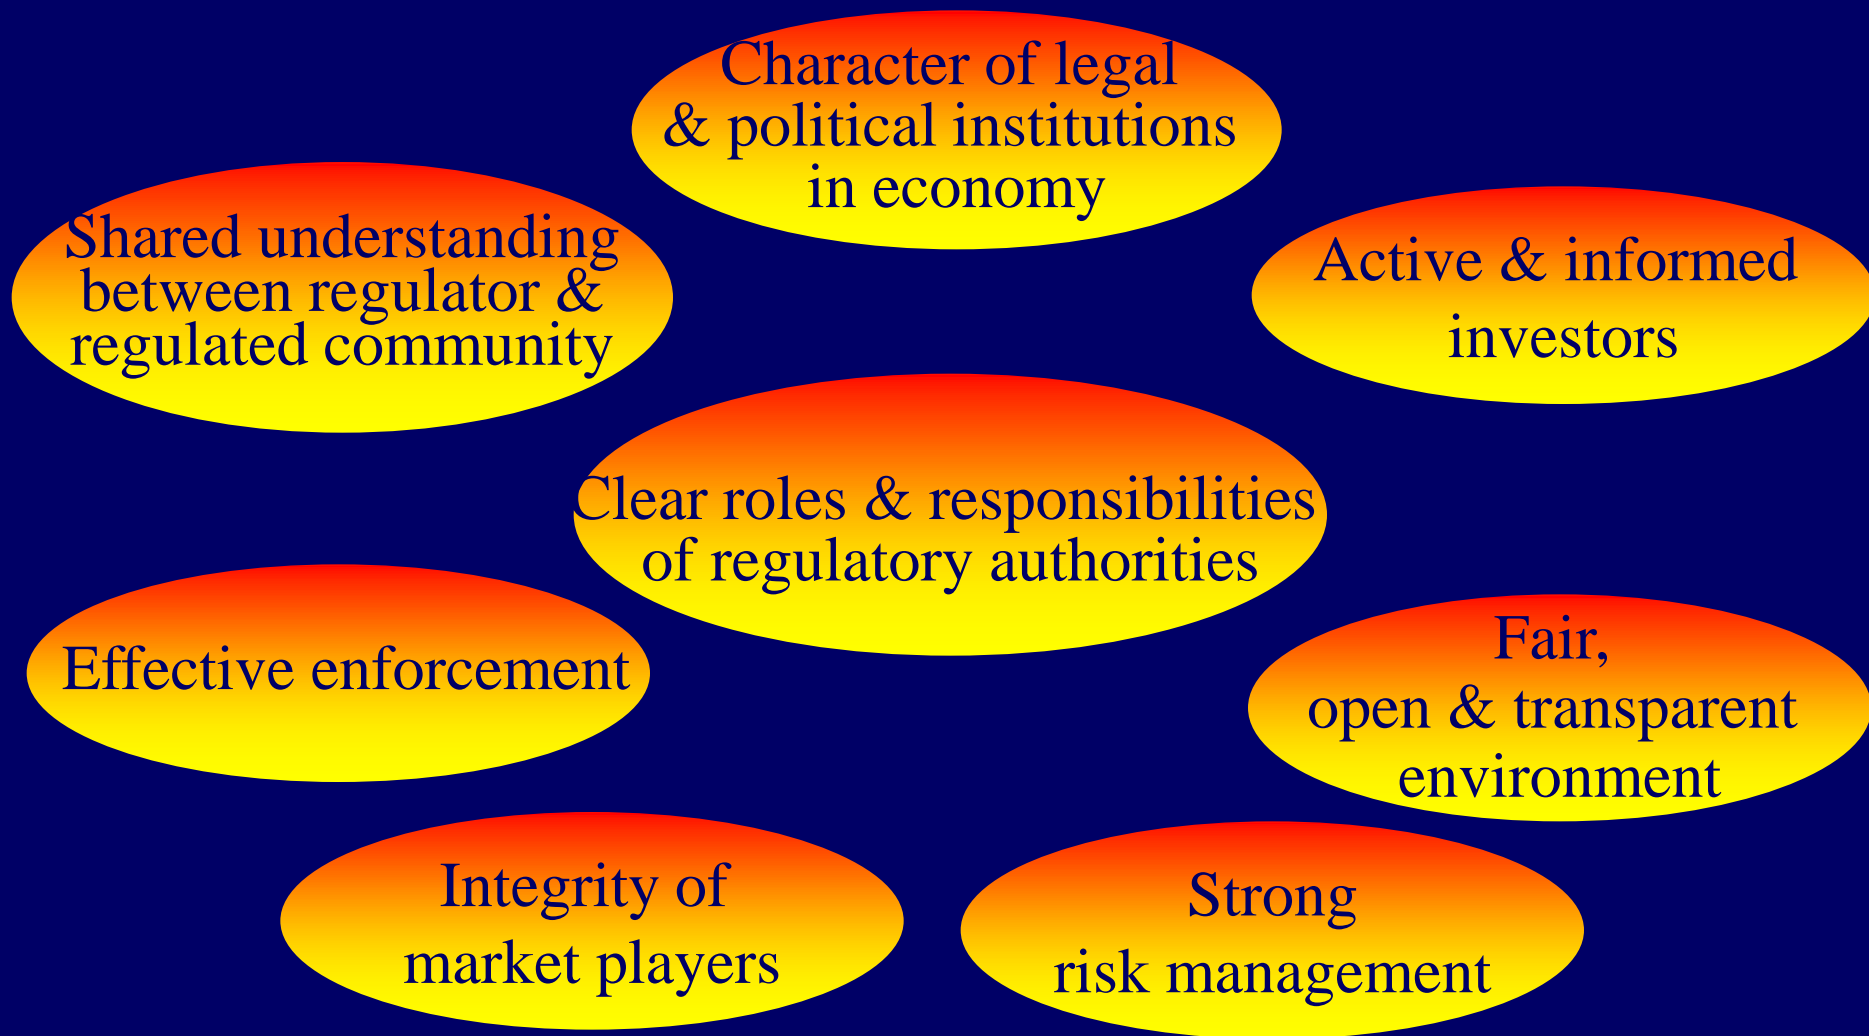 Character of legal
& political institutions
in economy
Shared understanding
between regulator &
regulated community
Active & informed
investors
Clear roles & responsibilities
of regulatory authorities
Effective enforcement
Fair,
open & transparent
environment
Integrity of
market players
Strong
risk management